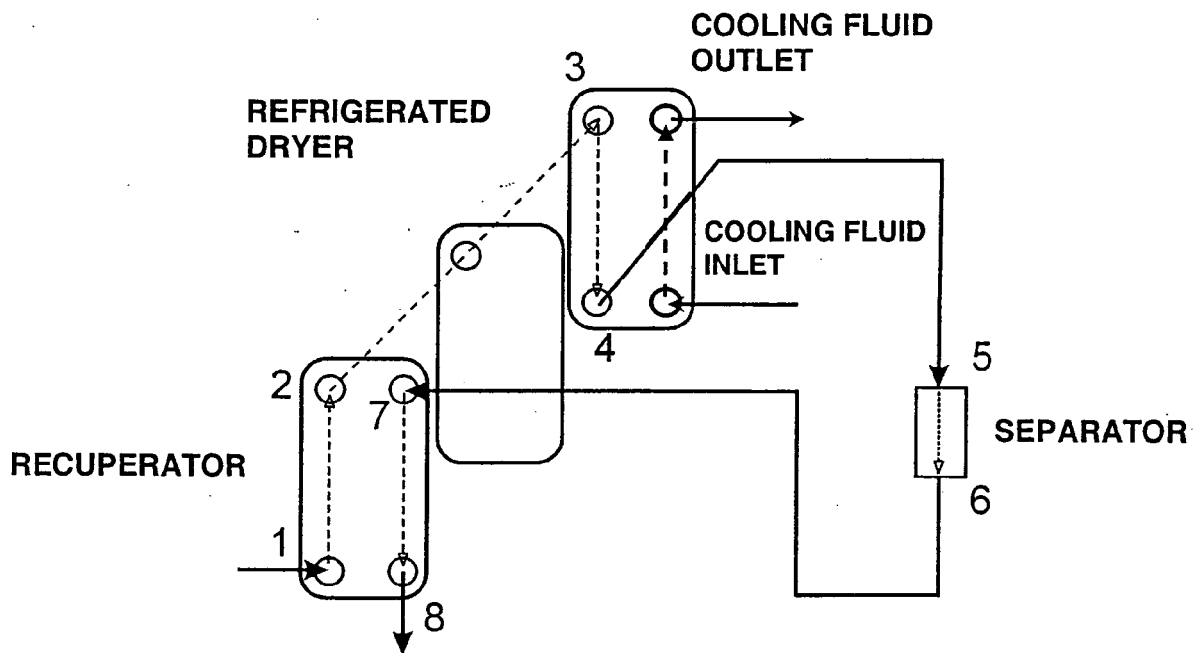 COOLING FLUID
OUTLET
3
REFRIGERATED
DRYER
COOLING FLUID
INLET
4
5
2
7
SEPARATOR
RECUPERATOR
6
1
8